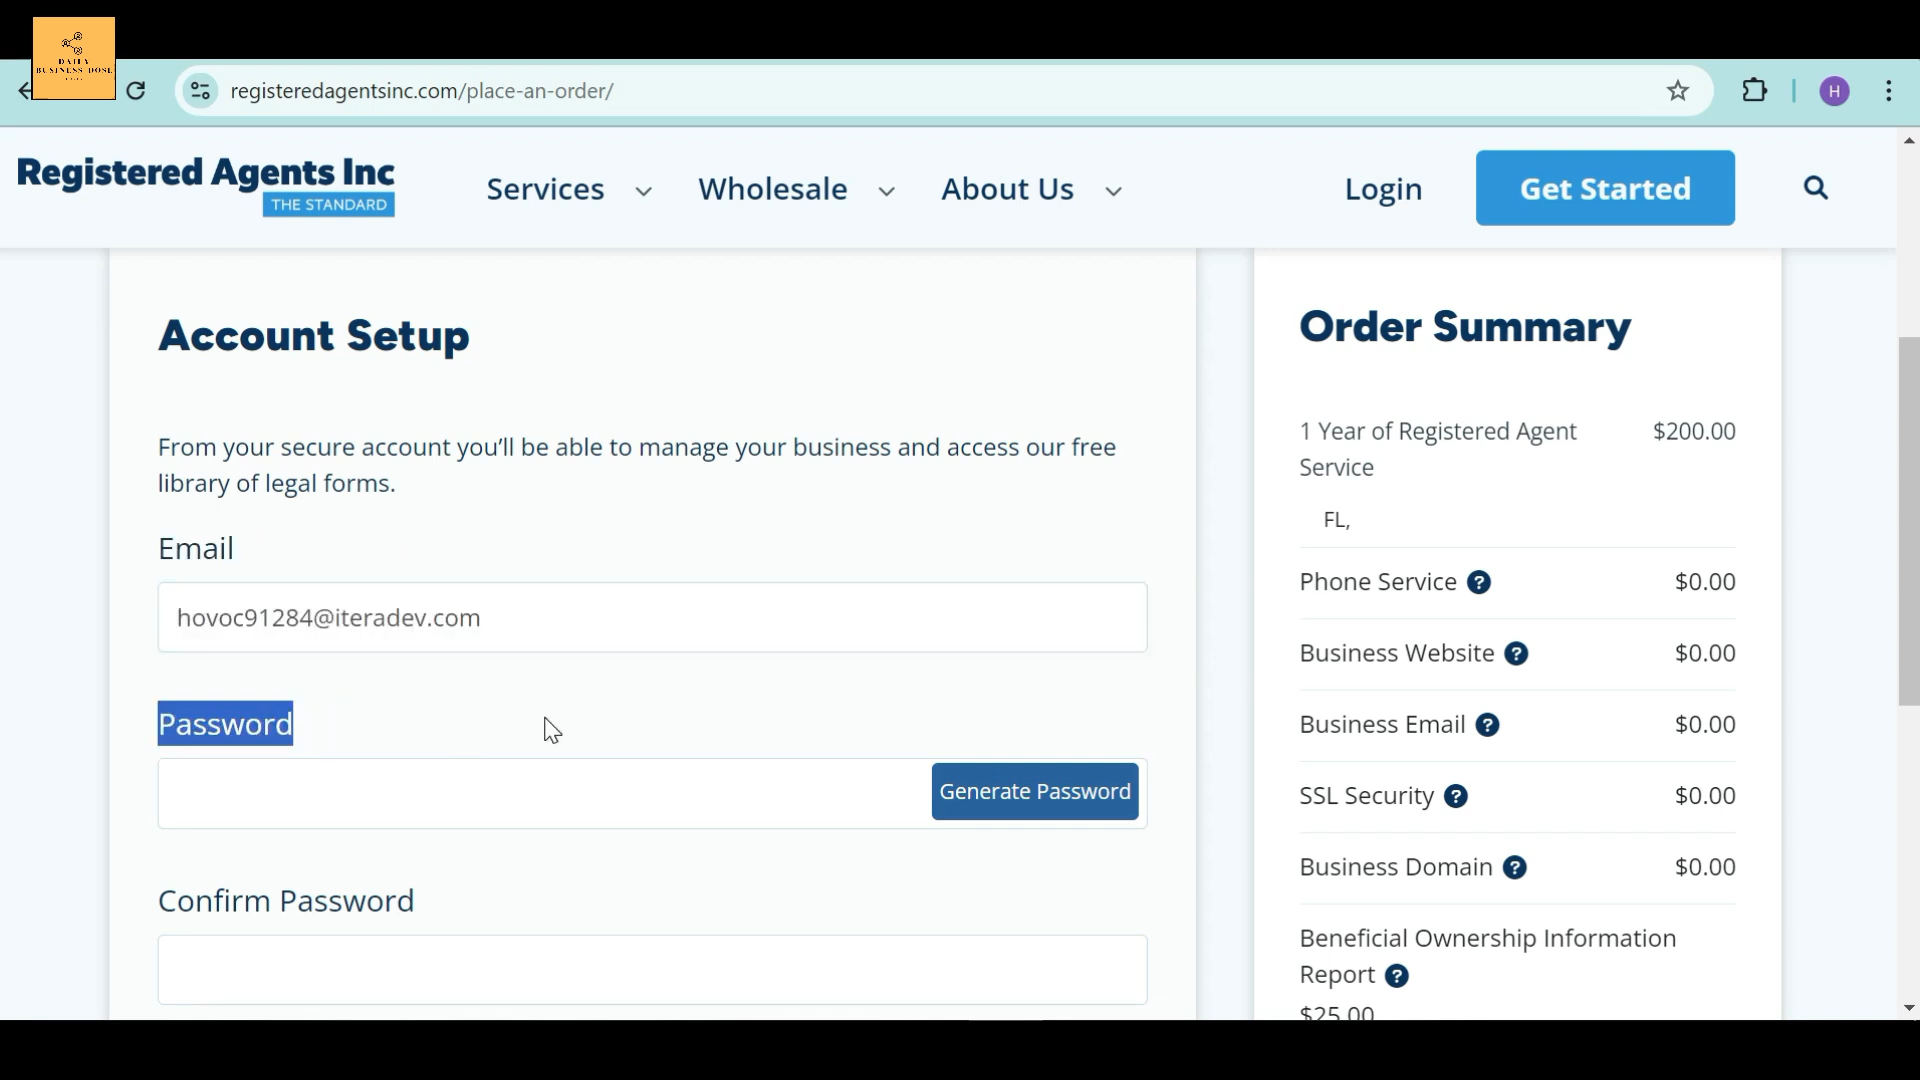 DAILY
BUSINESS DOSE
registeredagentsinc.com/place-an-order/
H
Registered Agents Inc
THE STANDARD
Services
Wholesale
About Us
Login
Get Started
Account Setup
From your secure account you’ll be able to manage your business and access our free
library of legal forms.
Email
hovoc91284@iteradev.com
Password
Generate Password
Confirm Password
Order Summary
1 Year of Registered Agent $200.00
Service
FL,
Phone Service ? $0.00
Business Website ? $0.00
Business Email ? $0.00
SSL Security ? $0.00
Business Domain ? $0.00
Beneficial Ownership Information
Report ?
$25.00